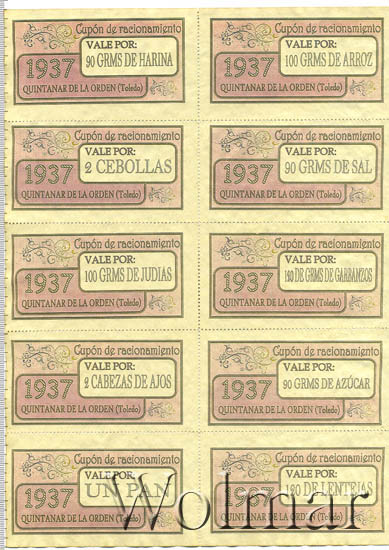 Cupón de racionamiento
VALE POR:
90 GRMS DE HARINA
1937
QUINTANAR DE LA ORDEN (Toledo)
Cupón de racionamiento
VALE POR:
100 GRMS DE ARROZ
1937
QUINTANAR DE LA ORDEN (Toledo)
Cupón de racionamiento
VALE POR:
2 CEBOLLAS
1937
QUINTANAR DE LA ORDEN (Toledo)
Cupón de racionamiento
VALE POR:
90 GRMS DE SAL
1937
QUINTANAR DE LA ORDEN (Toledo)
Cupón de racionamiento
VALE POR:
100 GRMS DE JUDIAS
1937
QUINTANAR DE LA ORDEN (Toledo)
Cupón de racionamiento
VALE POR:
DE GRMS DE GARBANZOS
1937
QUINTANAR DE LA ORDEN (Toledo)
Cupón de racionamiento
VALE POR:
2 CABEZAS DE AJOS
1937
QUINTANAR DE LA ORDEN (Toledo)
Cupón de racionamiento
VALE POR:
90 GRMS DE AZÚCAR
1937
QUINTANAR DE LA ORDEN (Toledo)
Cupón de racionamiento
VALE POR:
UN PAN
1937
QUINTANAR DE LA ORDEN (Toledo)
Cupón de racionamiento
VALE POR:
DE LENTEJAS
1937
QUINTANAR DE LA ORDEN (Toledo)
Wolmar